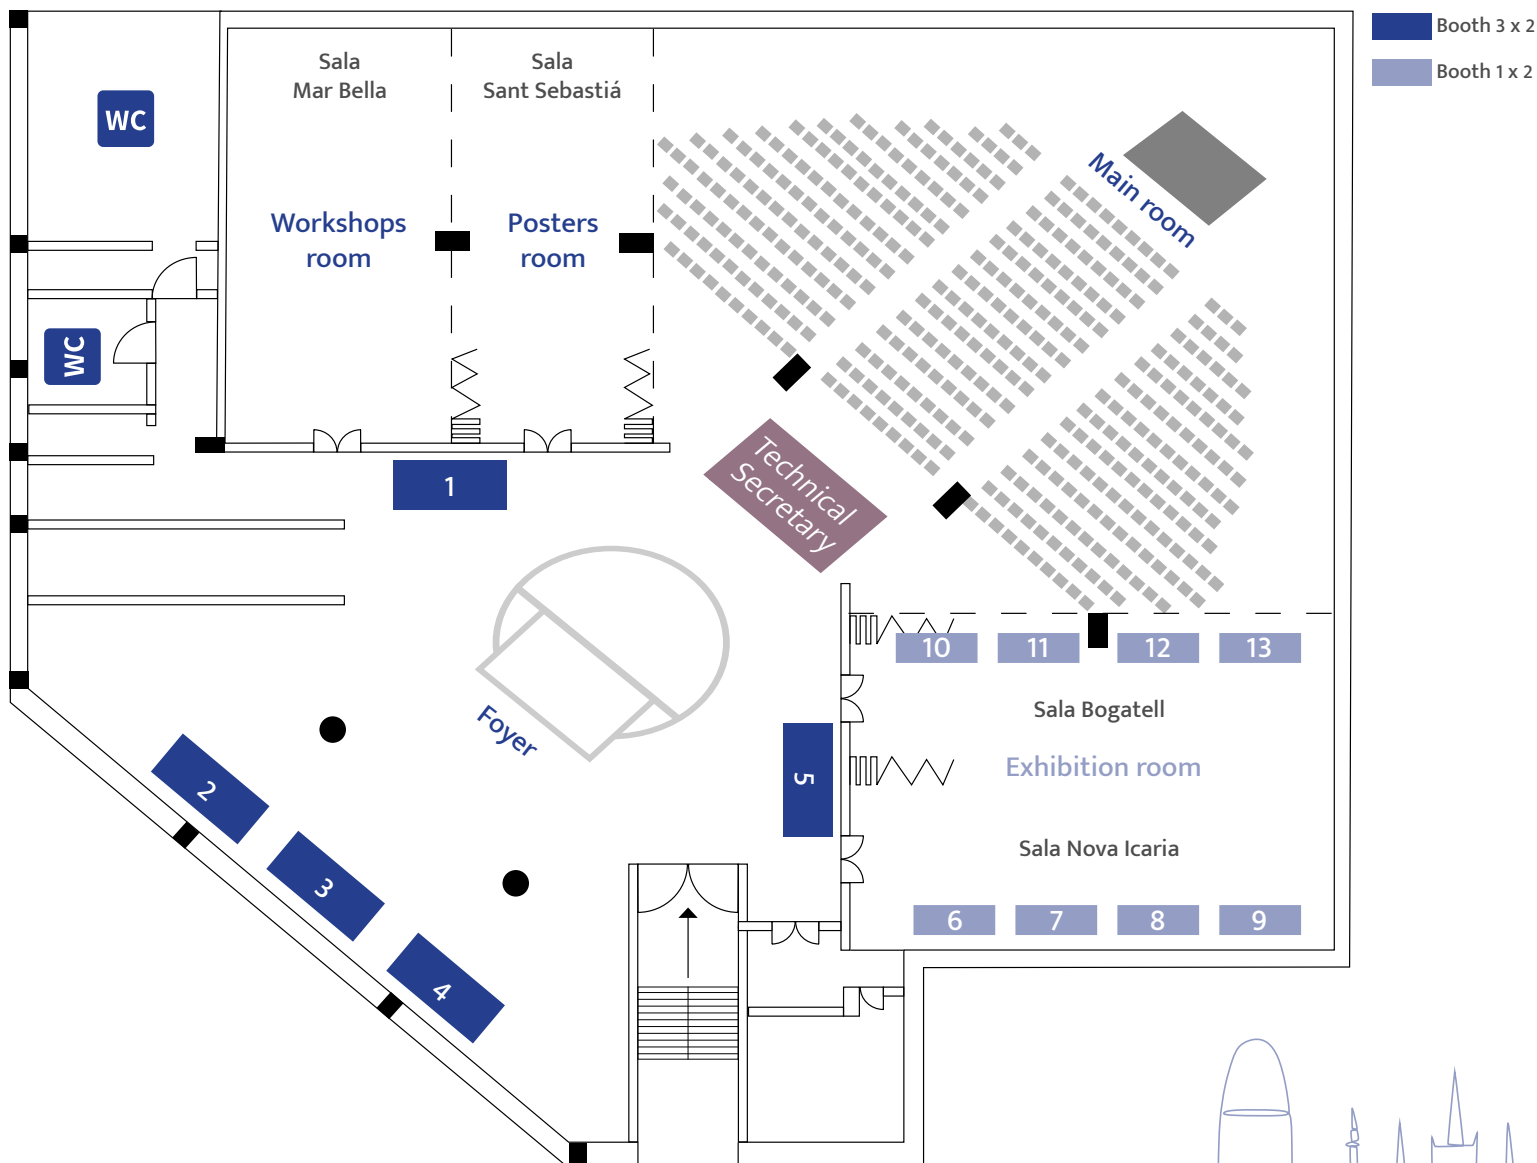 Booth 3 x 2
Booth 1 x 2
Sala
Mar Bella
Sala
Sant Sebastiá
WC
Workshops
room
Posters
room
Main room
WC
Technical
Secretary
1
10
11
12
13
Sala Bogatell
Foyer
Exhibition room
5
2
Sala Nova Icaria
3
6
7
8
9
4